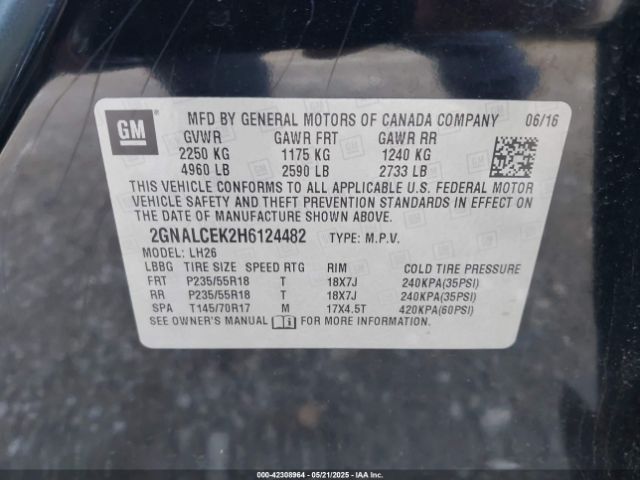 GM
MFD BY GENERAL MOTORS OF CANADA COMPANY 06/16
GVWR GAWR FRT GAWR RR
2250 KG 1175 KG 1240 KG
4960 LB 2590 LB 2733 LB
THIS VEHICLE CONFORMS TO ALL APPLICABLE U.S. FEDERAL MOTOR
VEHICLE SAFETY AND THEFT PREVENTION STANDARDS IN EFFECT ON
THE DATE OF MANUFACTURE SHOWN ABOVE.
2GNALCEK2H6124482 TYPE: M.P.V.
MODEL: LH26
LBBG TIRE SIZE SPEED RTG RIM COLD TIRE PRESSURE
FRT P235/55R18 T 18X7J 240KPA(35PSI)
RR P235/55R18 T 18X7J 240KPA(35PSI)
SPA T145/70R17 M 17X4.5T 420KPA(60PSI)
SEE OWNER'S MANUAL FOR ADDITIONAL INFORMATION.
000-42308964 - 05/21/2025 - IAAI.COM